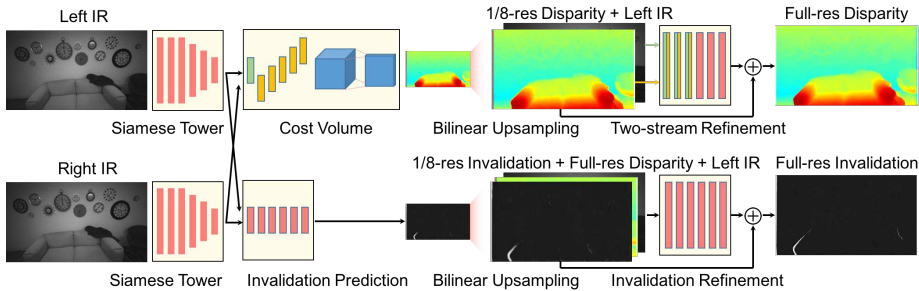 Left IR
1/8-res Disparity + Left IR
Full-res Disparity
Siamese Tower
Cost Volume
Bilinear Upsampling
Two-stream Refinement
Right IR
1/8-res Invalidation + Full-res Disparity + Left IR
Full-res Invalidation
Siamese Tower
Invalidation Prediction
Bilinear Upsampling
Invalidation Refinement